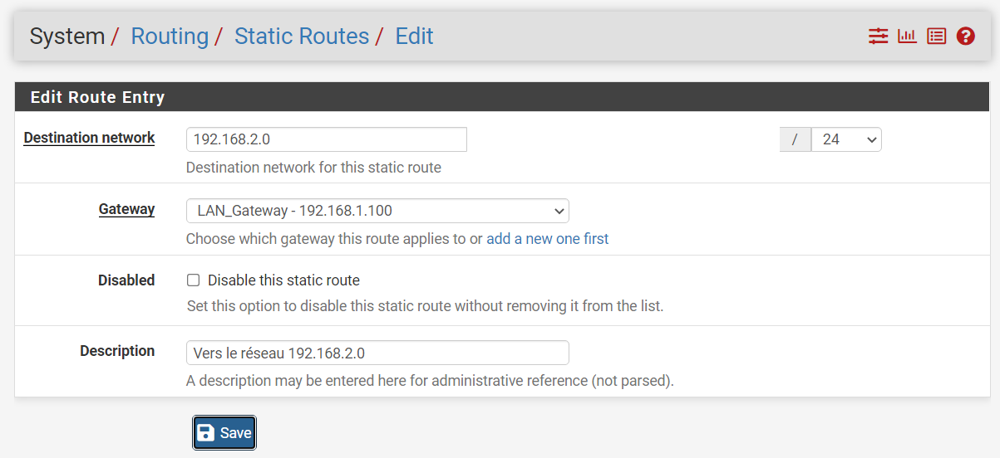 System / Routing / Static Routes / Edit
Edit Route Entry
Destination network
192.168.2.0
/ 24
Destination network for this static route
Gateway
LAN_Gateway - 192.168.1.100
Choose which gateway this route applies to or add a new one first
Disabled
Disable this static route
Set this option to disable this static route without removing it from the list.
Description
Vers le réseau 192.168.2.0
A description may be entered here for administrative reference (not parsed).
Save